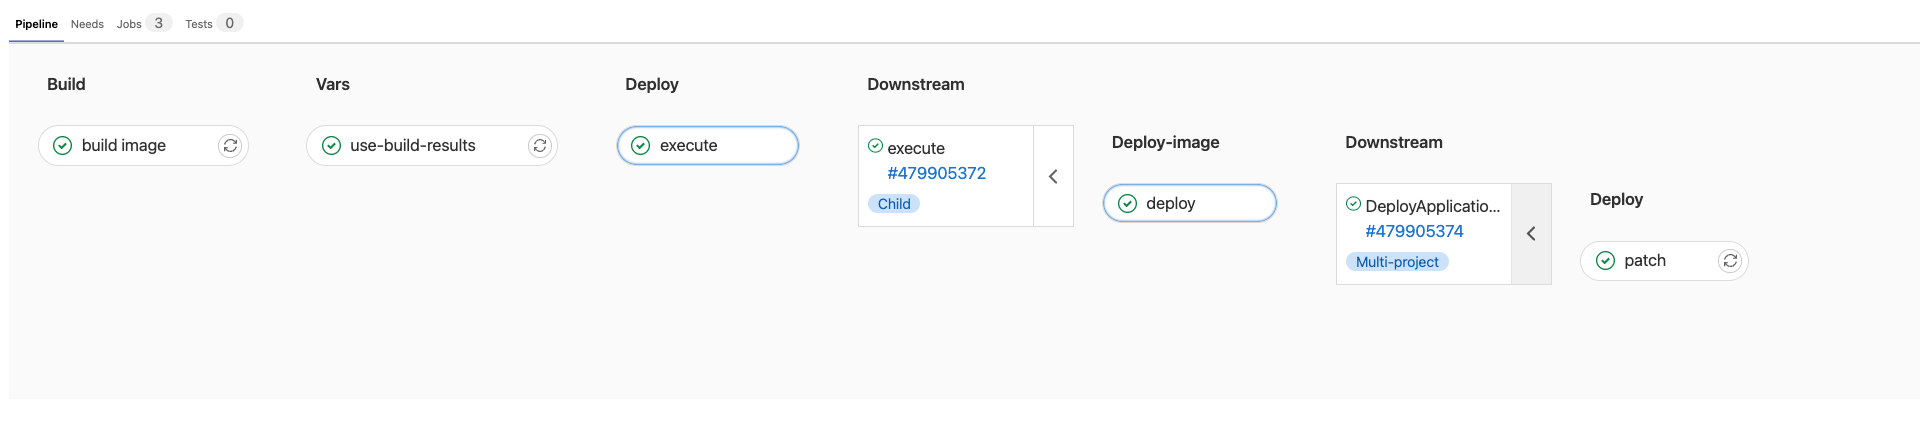 Pipeline Needs Jobs 3 Tests 0
Build Vars Deploy Downstream
build image use-build-results execute
execute
#479905372
Child
Deploy-image
deploy
Downstream
DeployApplicatio...
#479905374
Multi-project
Deploy
patch